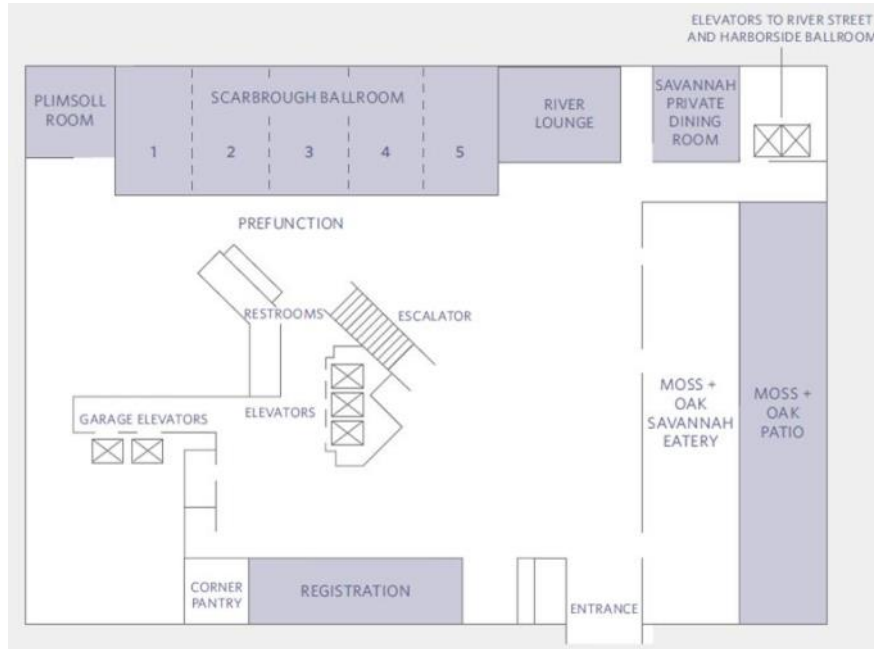 ELEVATORS TO RIVER STREET
AND HARBORSIDE BALLROOM
PLIMSOLL
ROOM
SCARBROUGH BALLROOM
1 2 3 4 5
RIVER
LOUNGE
SAVANNAH
PRIVATE
DINING
ROOM
PREFUNCTION
RESTROOMS
ESCALATOR
GARAGE ELEVATORS
ELEVATORS
MOSS +
OAK
SAVANNAH
EATERY
MOSS +
OAK
PATIO
CORNER
PANTRY
REGISTRATION
ENTRANCE